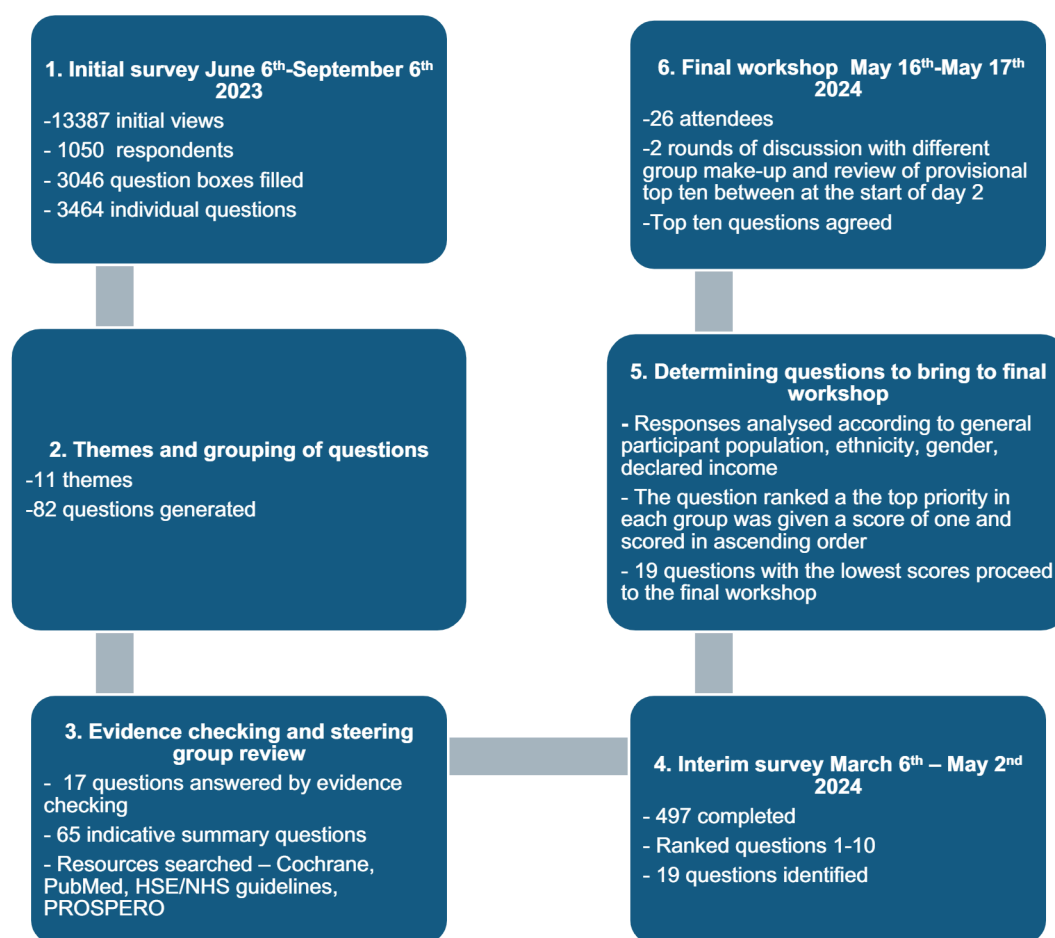 1. Initial survey June 6th-September 6th
2023
-13387 initial views
- 1050 respondents
- 3046 question boxes filled
- 3464 individual questions
2. Themes and grouping of questions
-11 themes
-82 questions generated
3. Evidence checking and steering
group review
- 17 questions answered by evidence
checking
- 65 indicative summary questions
- Resources searched – Cochrane,
PubMed, HSE/NHS guidelines,
PROSPERO
4. Interim survey March 6th – May 2nd
2024
- 497 completed
- Ranked questions 1-10
- 19 questions identified
5. Determining questions to bring to final
workshop
- Responses analysed according to general
participant population, ethnicity, gender,
declared income
- The question ranked a the top priority in
each group was given a score of one and
scored in ascending order
- 19 questions with the lowest scores proceed
to the final workshop
6. Final workshop May 16th-May 17th
2024
-26 attendees
-2 rounds of discussion with different
group make-up and review of provisional
top ten between at the start of day 2
-Top ten questions agreed